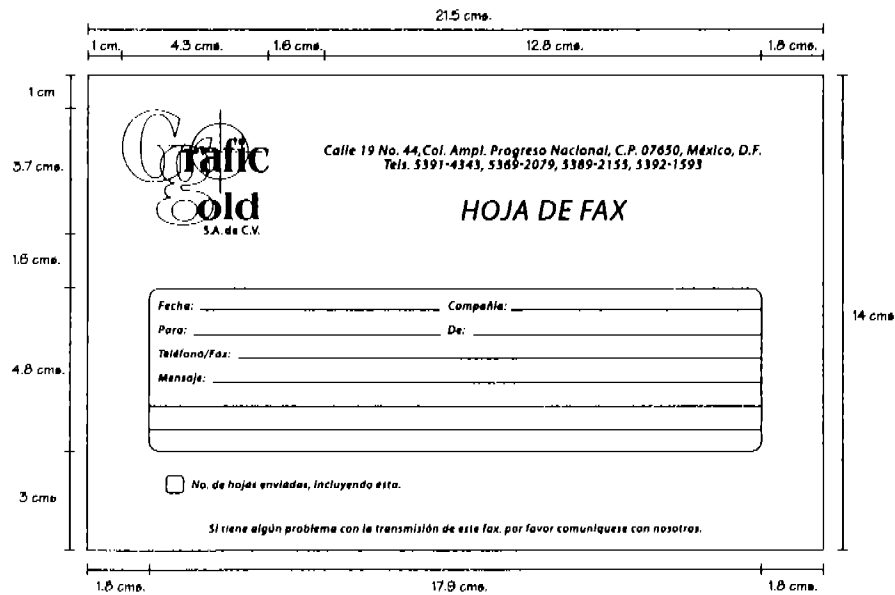 21.5 cms.
1 cm. 4.3 cms. 1.6 cms. 12.8 cms. 1.8 cms.
1 cm
3.7 cms.
1.6 cms.
4.8 cms.
3 cms
14 cms
Grafic
gold
S.A. de C.V.
Calle 19 No. 44, Col. Ampl. Progreso Nacional, C.P. 07650, México, D.F.
Tels. 5391-4343, 5369-2079, 5389-2155, 5392-1593
HOJA DE FAX
Fecha: Compañía:
Para: De:
Teléfono/Fax:
Mensaje:
No. de hojas enviadas, incluyendo ésta.
Si tiene algún problema con la transmisión de este fax, por favor comuníquese con nosotros.
1.8 cms. 17.9 cms. 1.8 cms.